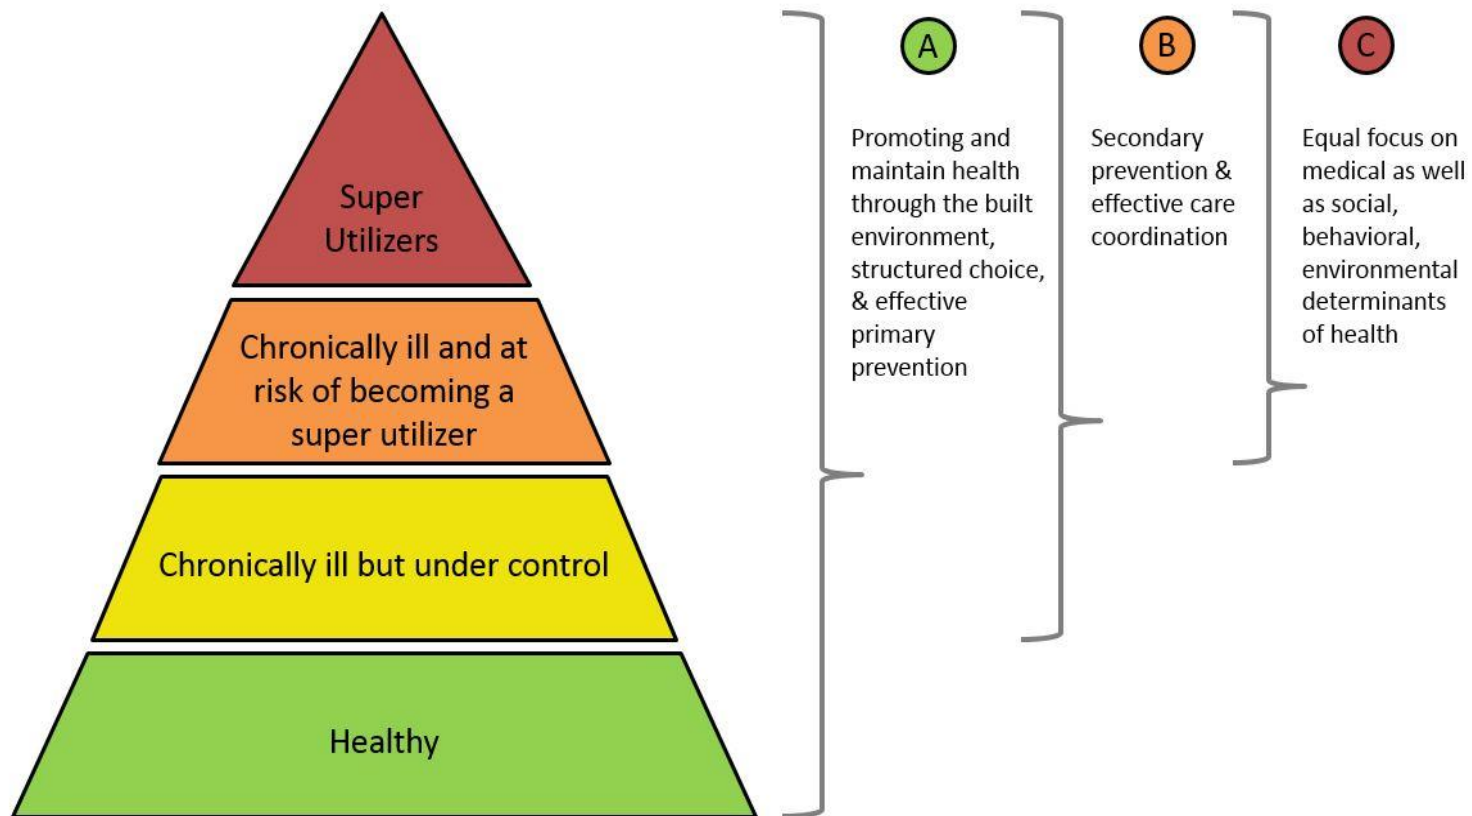 Super
Utilizers
Chronically ill and at
risk of becoming a
super utilizer
Chronically ill but under control
Healthy
A
Promoting and
maintain health
through the built
environment,
structured choice,
& effective
primary
prevention
B
Secondary
prevention &
effective care
coordination
C
Equal focus on
medical as well
as social,
behavioral,
environmental
determinants
of health